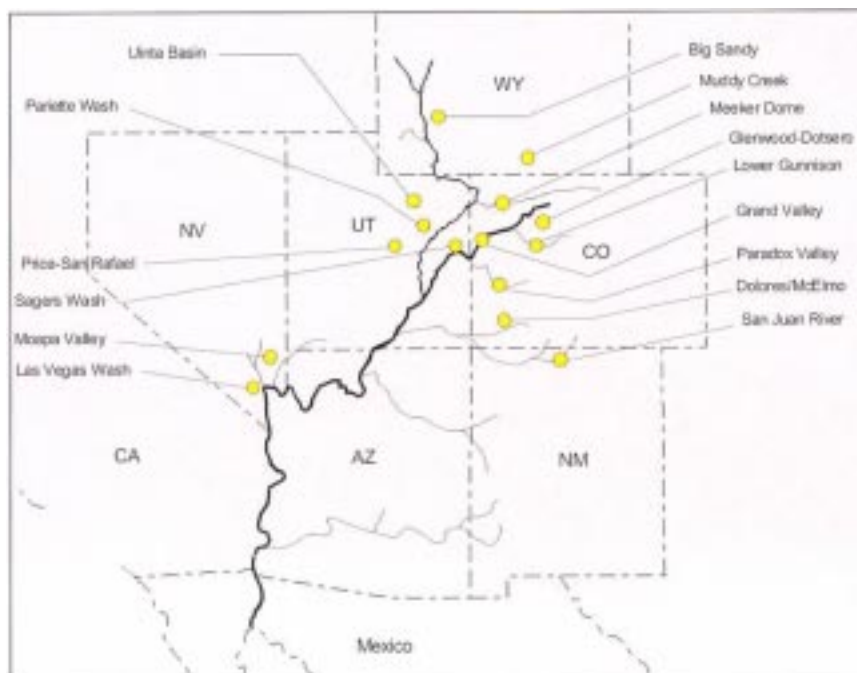 Uinta Basin
Pariette Wash
Price-San Rafael
Sagers Wash
Moapa Valley
Las Vegas Wash
Big Sandy
Muddy Creek
Meeker Dome
Glenwood-Dotsero
Lower Gunnison
Grand Valley
Paradox Valley
Dolores/McElmo
San Juan River
WY
NV
UT
CO
CA
AZ
NM
Mexico